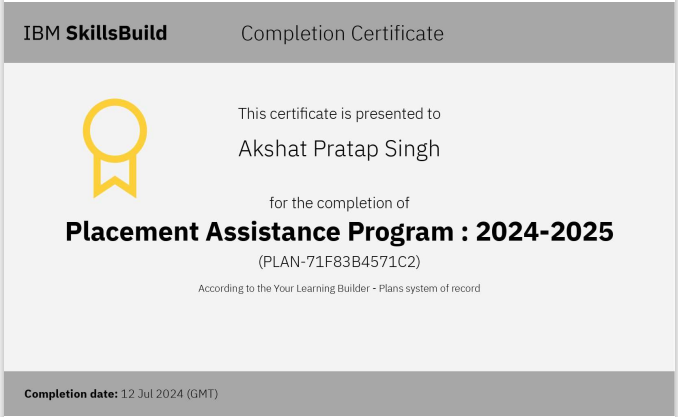 IBM SkillsBuild Completion Certificate
This certificate is presented to
Akshat Pratap Singh
for the completion of
Placement Assistance Program : 2024-2025
(PLAN-71F83B4571C2)
According to the Your Learning Builder - Plans system of record
Completion date: 12 Jul 2024 (GMT)